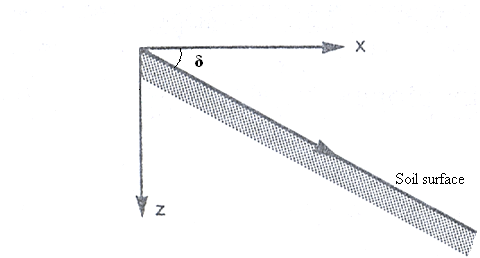 X
δ
Soil surface
Z